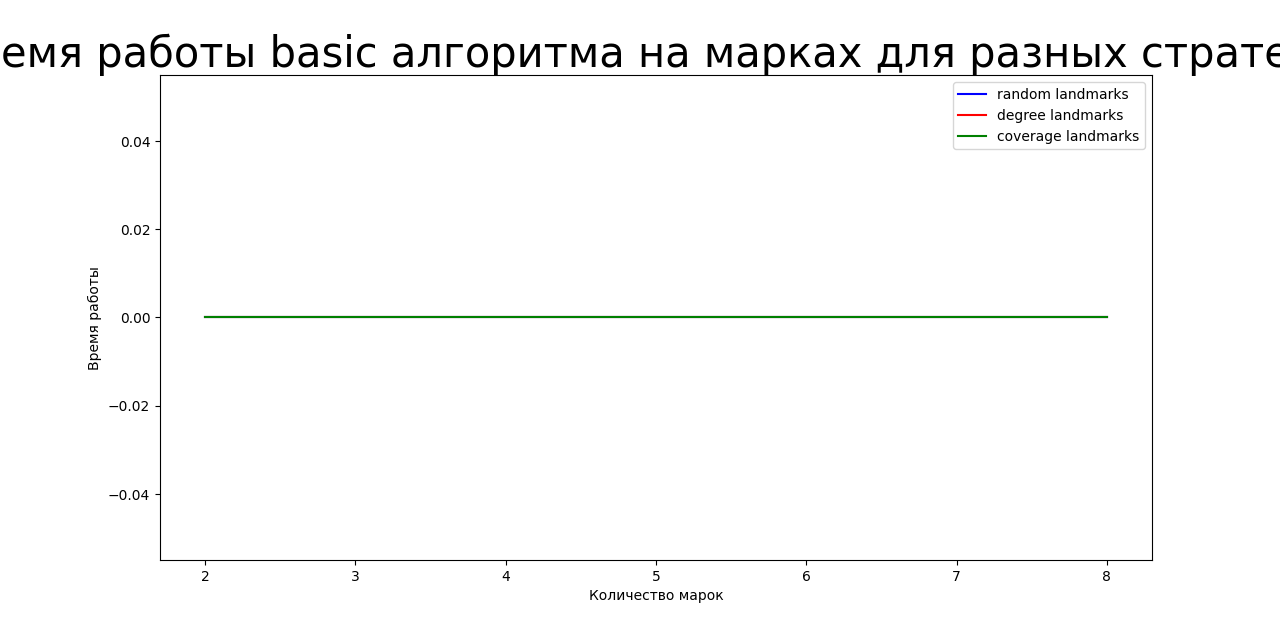 емя работы basic алгоритма на марках для разных страте
random landmarks
degree landmarks
coverage landmarks
0.04
0.02
0.00
−0.02
−0.04
Время работы
2 3 4 5 6 7 8
Количество марок